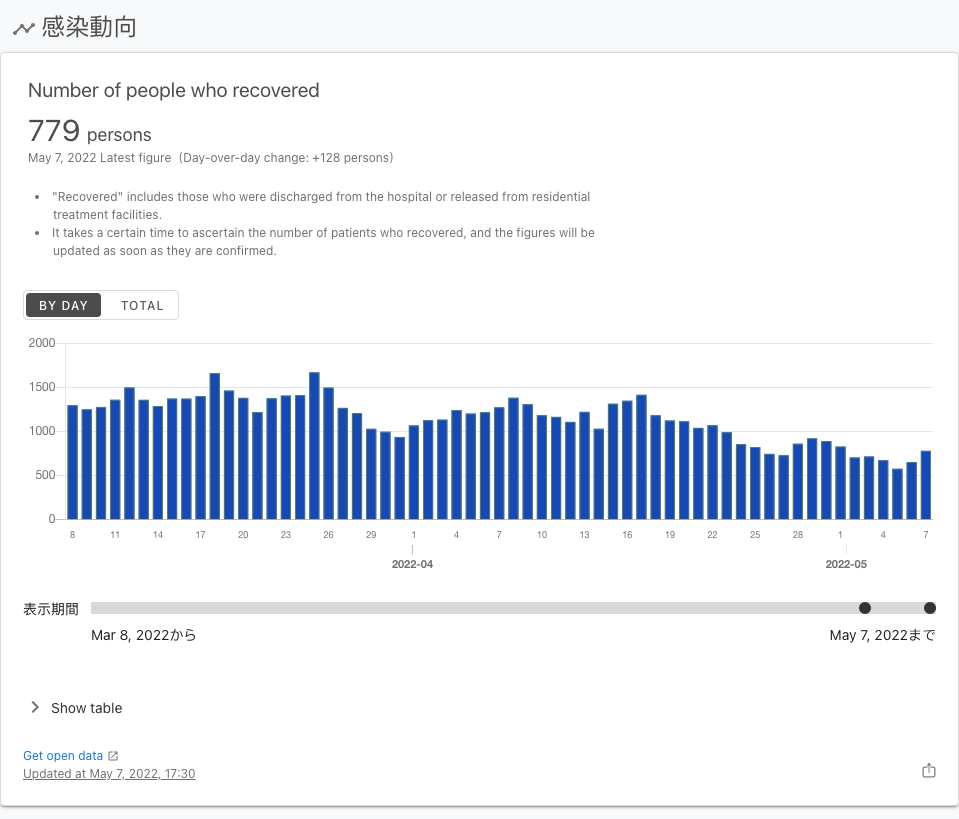 感染動向
Number of people who recovered
779 persons
May 7, 2022 Latest figure (Day-over-day change: +128 persons)
• "Recovered" includes those who were discharged from the hospital or released from residential
treatment facilities.
• It takes a certain time to ascertain the number of patients who recovered, and the figures will be
updated as soon as they are confirmed.
BY DAY TOTAL
2000
1500
1000
500
0
8 11 14 17 20 23 26 29 1 4 7 10 13 16 19 22 25 28 1 4 7
2022-04 2022-05
表示期間
Mar 8, 2022から May 7, 2022まで
Show table
Get open data
Updated at May 7, 2022, 17:30